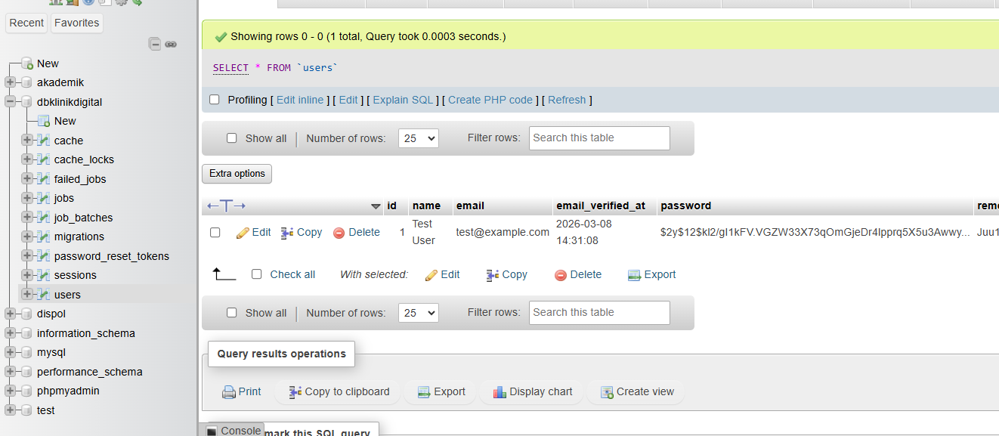 Recent Favorites
New
akademik
dbklinikdigital
New
cache
cache_locks
failed_jobs
jobs
job_batches
migrations
password_reset_tokens
sessions
users
dispol
information_schema
mysql
performance_schema
phpmyadmin
test
Showing rows 0 - 0 (1 total, Query took 0.0003 seconds.)
SELECT * FROM `users`
Profiling [ Edit inline ] [ Edit ] [ Explain SQL ] [ Create PHP code ] [ Refresh ]
Show all | Number of rows: 25 Filter rows: Search this table
Extra options
←T→ id name email email_verified_at password reme
Edit Copy Delete 1 Test User test@example.com 2026-03-08 14:31:08 $2y$12$kl2/gI1kFV.VGZW33X73qOmGjeDr4lpprq5X5u3Awwy... Juu1
Check all With selected: Edit Copy Delete Export
Show all | Number of rows: 25 Filter rows: Search this table
Query results operations
Print Copy to clipboard Export Display chart Create view
Console mark this SQL query